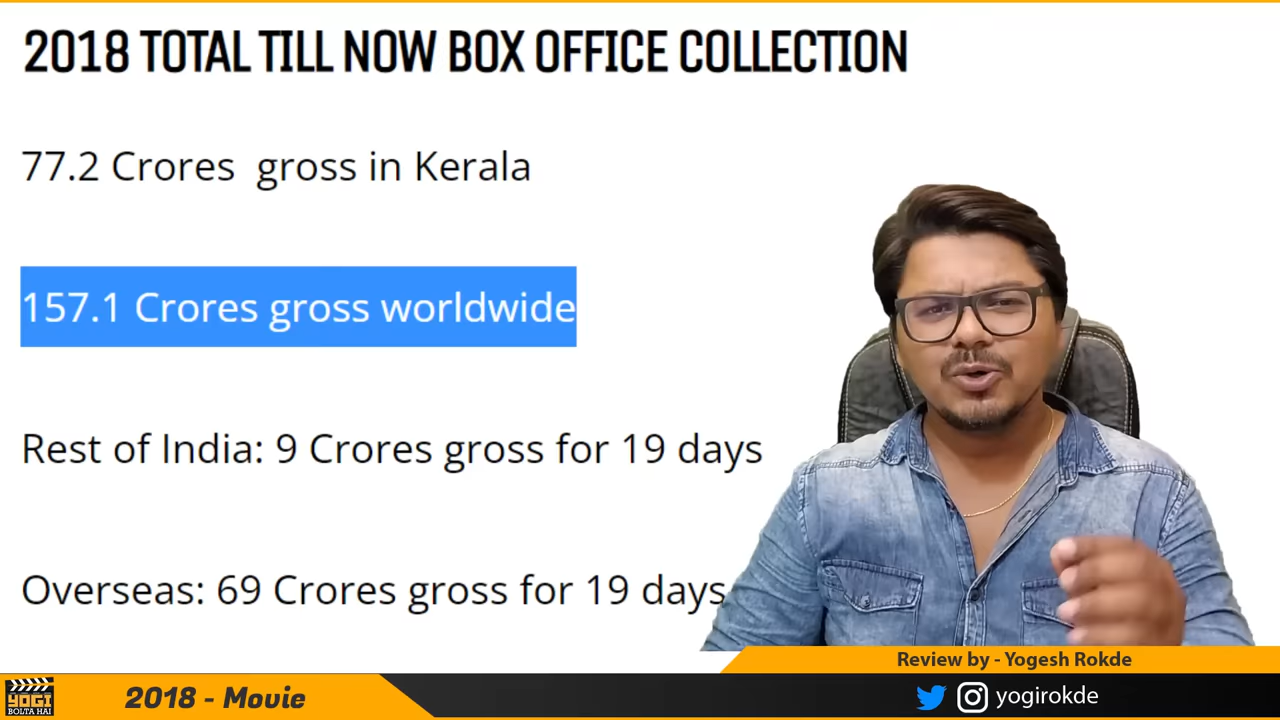 2018 TOTAL TILL NOW BOX OFFICE COLLECTION
77.2 Crores gross in Kerala
157.1 Crores gross worldwide
Rest of India: 9 Crores gross for 19 days
Overseas: 69 Crores gross for 19 days
Review by - Yogesh Rokde
YOGI
BOLTA HAI
2018 - Movie
yogirokde